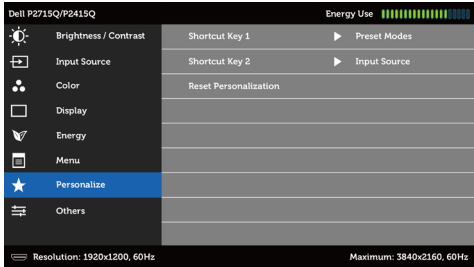 Dell P2715Q/P2415Q Energy Use
Brightness / Contrast Shortcut Key 1 Preset Modes
Input Source Shortcut Key 2 Input Source
Color Reset Personalization
Display
Energy
Menu
Personalize
Others
Resolution: 1920x1200, 60Hz Maximum: 3840x2160, 60Hz